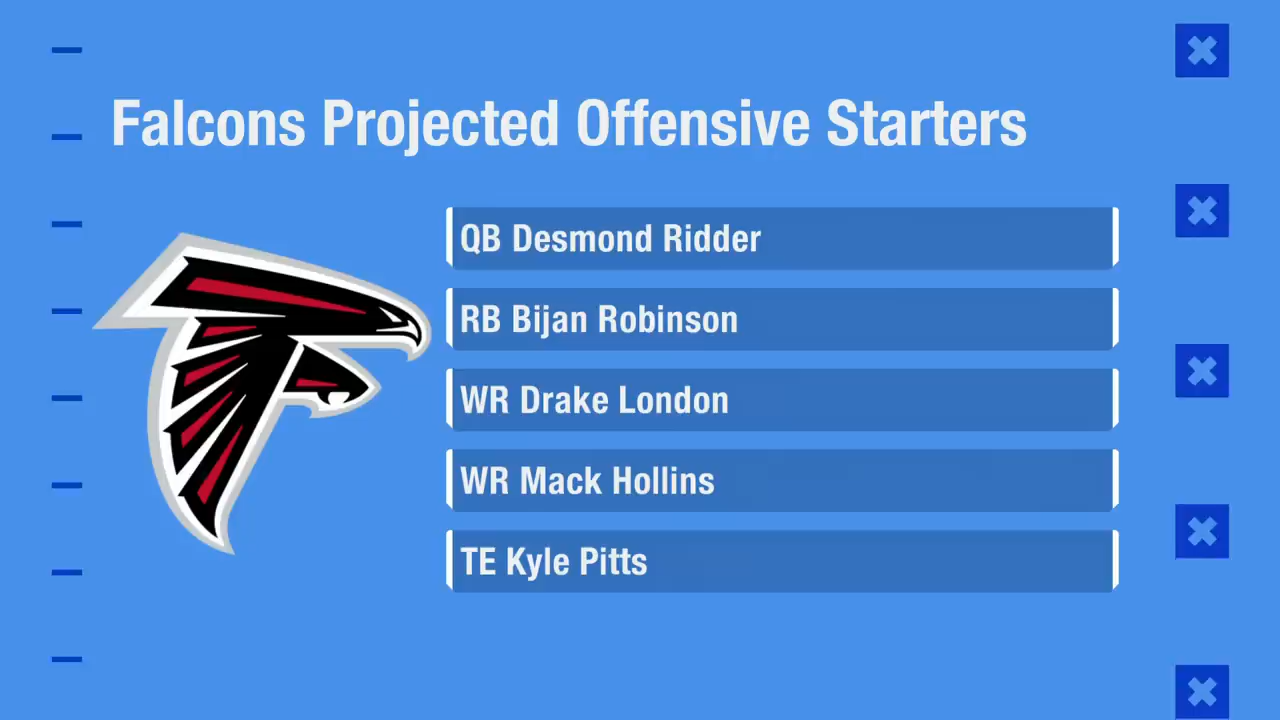 Falcons Projected Offensive Starters
QB Desmond Ridder
RB Bijan Robinson
WR Drake London
WR Mack Hollins
TE Kyle Pitts